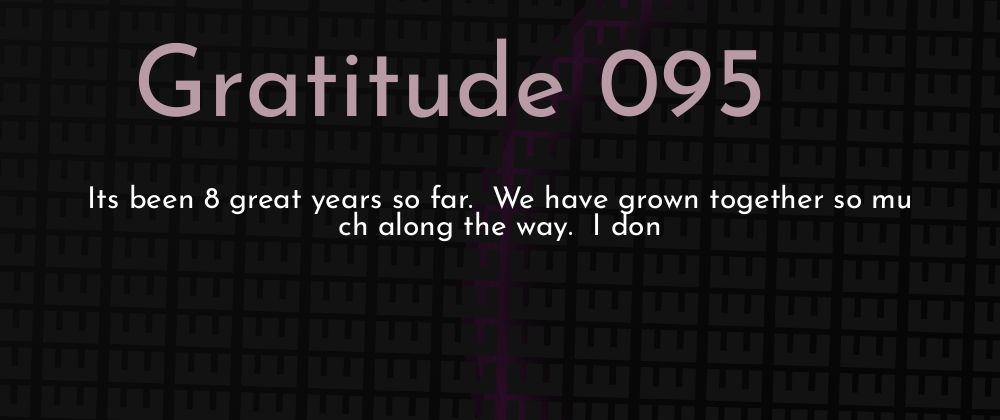 Gratitude 095
Its been 8 great years so far.  We have grown together so mu
ch along the way.  I don